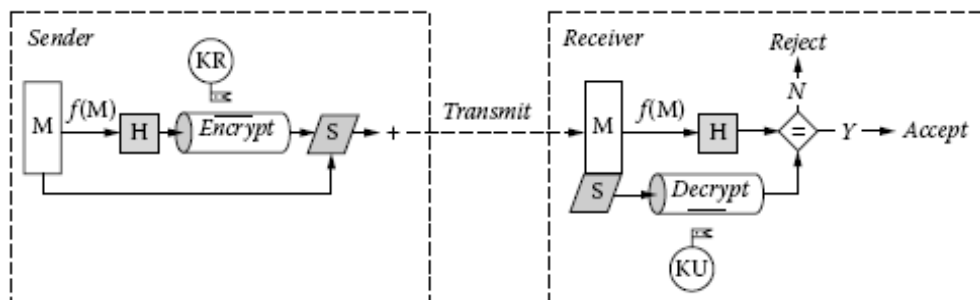 Sender
KR
M
f(M)
H
Encrypt
S
+
Transmit
Receiver
Reject
N
M
f(M)
H
=
Y
Accept
S
Decrypt
KU